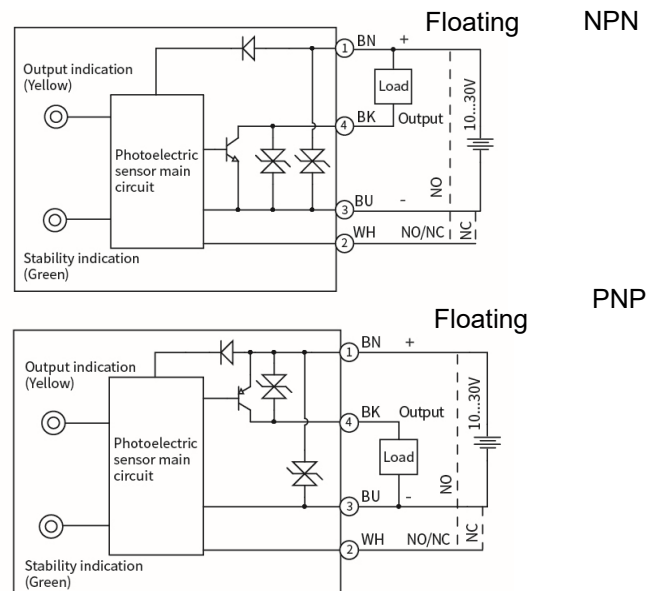 Floating NPN
① BN +
Output indication
(Yellow)
Load
10...30V
④ BK Output
Photoelectric
sensor main
circuit
NO
③ BU -
② WH NO/NC NC
Stability indication
(Green)
PNP
Floating
① BN +
Output indication
(Yellow)
10...30V
④ BK Output
Photoelectric
sensor main
circuit
Load
NO
③ BU -
② WH NO/NC NC
Stability indication
(Green)